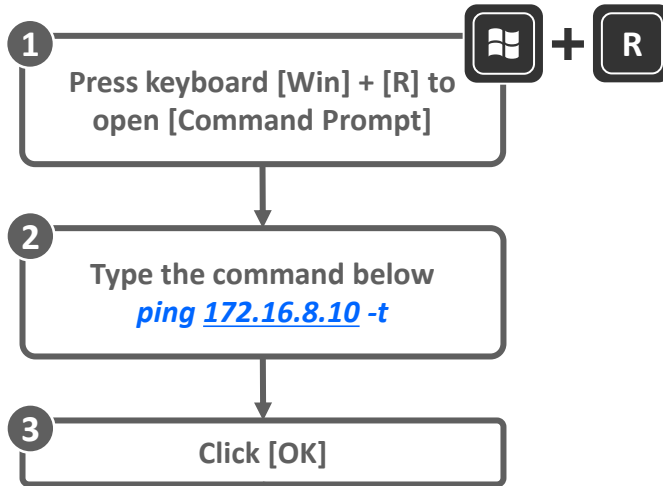 1
R
Press keyboard [Win] + [R] to
open [Command Prompt]
2
Type the command below
ping 172.16.8.10 -t
3
Click [OK]